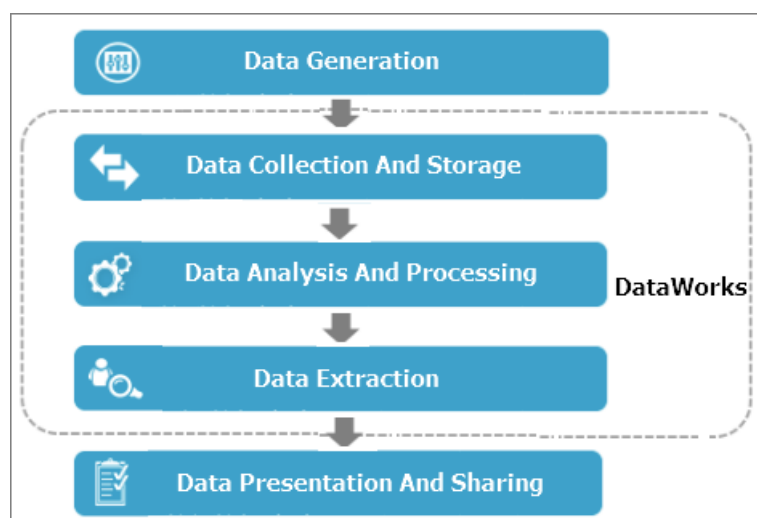 Data Generation
Data Collection And Storage
Data Analysis And Processing
DataWorks
Data Extraction
Data Presentation And Sharing